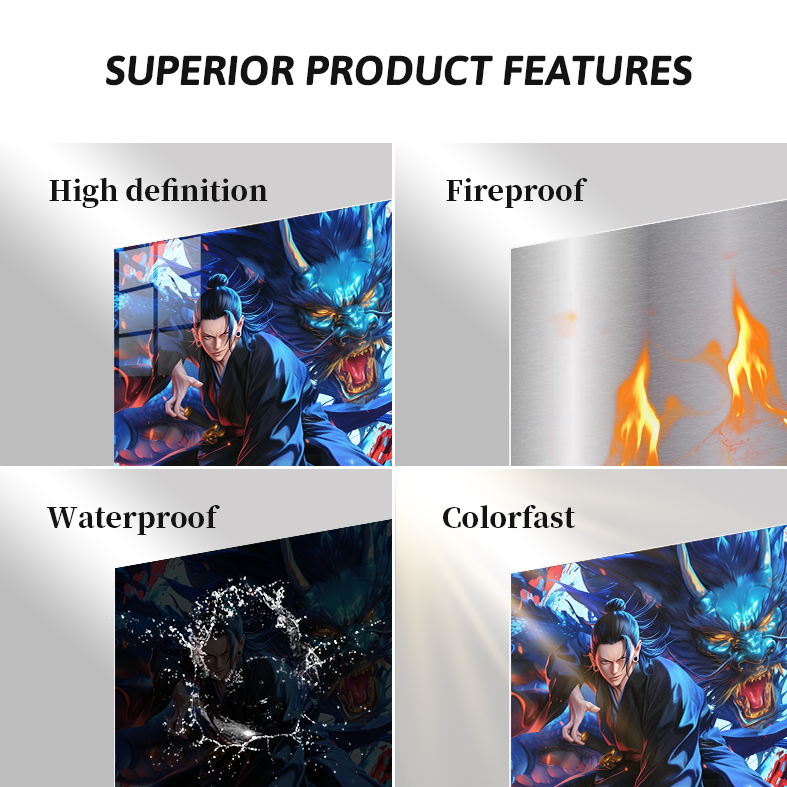 SUPERIOR PRODUCT FEATURES
High definition
Fireproof
Waterproof
Colorfast